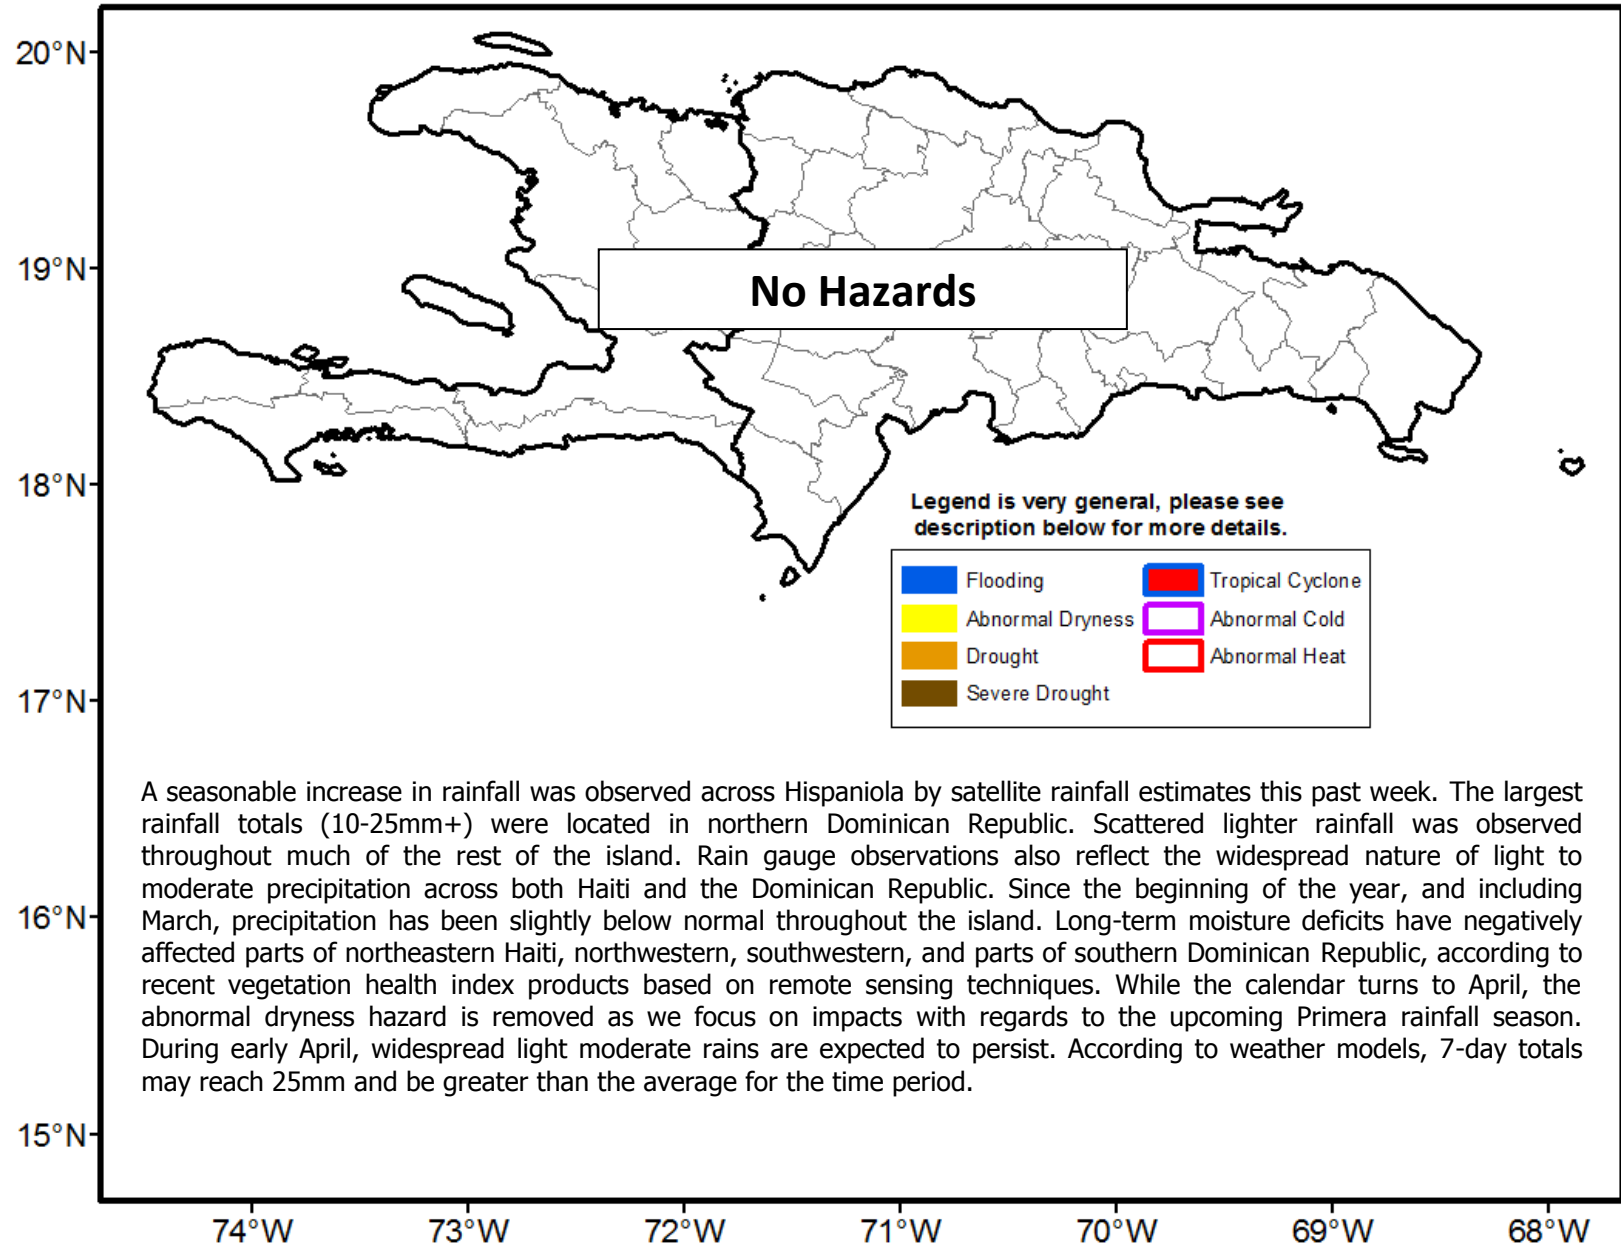 20°N
19°N
18°N
17°N
16°N
15°N
No Hazards
Legend is very general, please see
description below for more details.
Flooding
Tropical Cyclone
Abnormal Dryness
Abnormal Cold
Drought
Abnormal Heat
Severe Drought
A seasonable increase in rainfall was observed across Hispaniola by satellite rainfall estimates this past week. The largest
rainfall totals (10-25mm+) were located in northern Dominican Republic. Scattered lighter rainfall was observed
throughout much of the rest of the island. Rain gauge observations also reflect the widespread nature of light to
moderate precipitation across both Haiti and the Dominican Republic. Since the beginning of the year, and including
March, precipitation has been slightly below normal throughout the island. Long-term moisture deficits have negatively
affected parts of northeastern Haiti, northwestern, southwestern, and parts of southern Dominican Republic, according to
recent vegetation health index products based on remote sensing techniques. While the calendar turns to April, the
abnormal dryness hazard is removed as we focus on impacts with regards to the upcoming Primera rainfall season.
During early April, widespread light moderate rains are expected to persist. According to weather models, 7-day totals
may reach 25mm and be greater than the average for the time period.
74°W
73°W
72°W
71°W
70°W
69°W
68°W